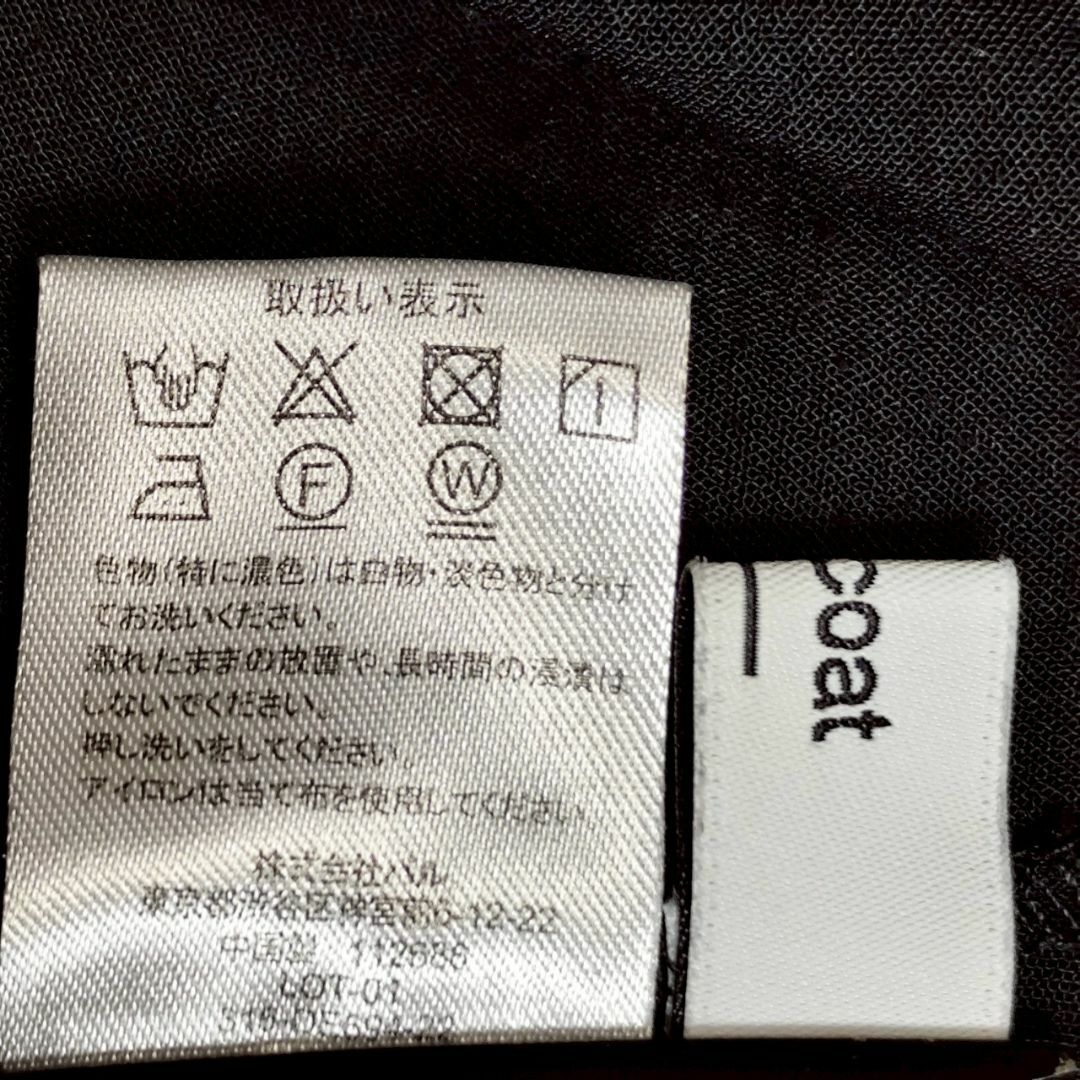 取扱い表示
F
W
色物(特に濃色)は白物・淡色物と分け
てお洗いください。
濡れたままの放置や、長時間の浸漬は
しないでください。
押し洗いをしてください。
アイロンは当て布を使用してください
株式会社パル
東京都渋谷区神宮前6-12-22
中国製 112686
LOT-01
coat